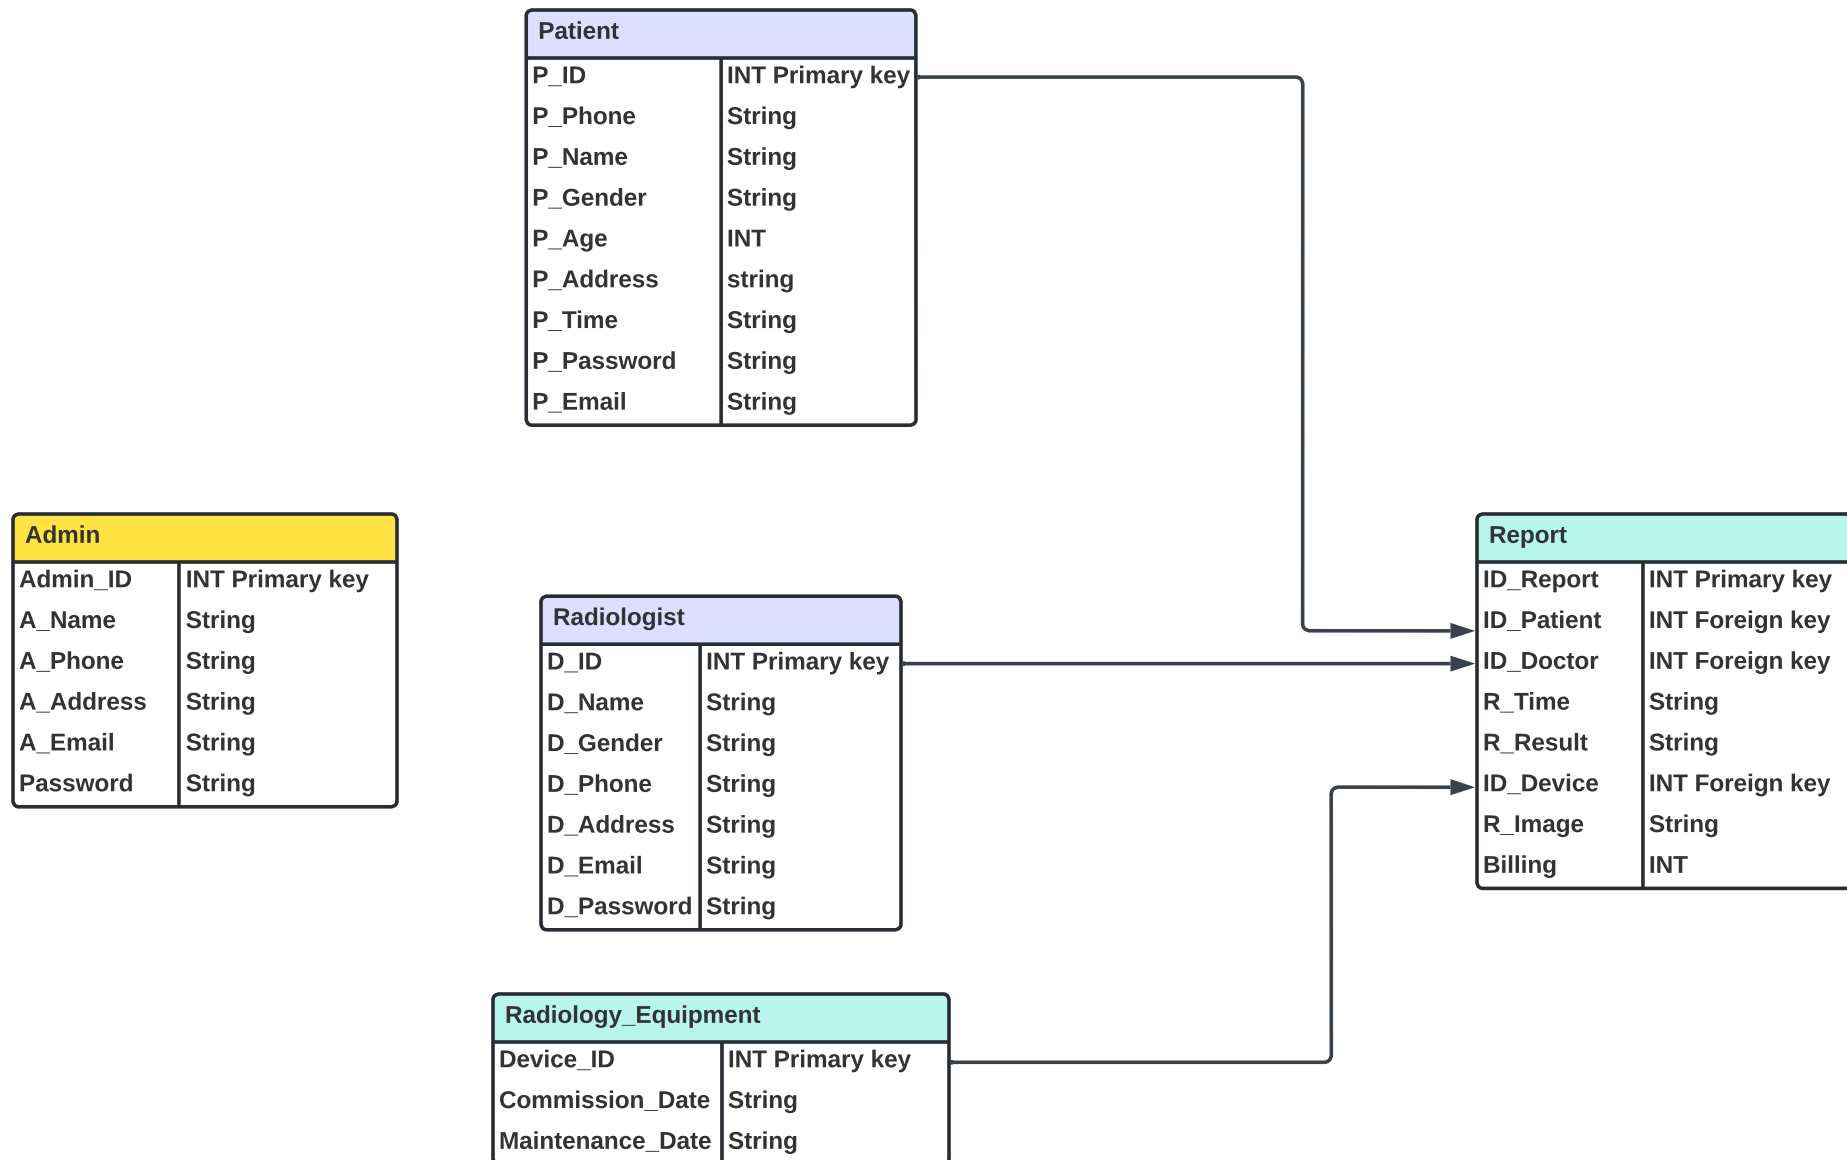 Patient
P_ID INT Primary key
P_Phone String
P_Name String
P_Gender String
P_Age INT
P_Address string
P_Time String
P_Password String
P_Email String
Admin
Admin_ID INT Primary key
A_Name String
A_Phone String
A_Address String
A_Email String
Password String
Radiologist
D_ID INT Primary key
D_Name String
D_Gender String
D_Phone String
D_Address String
D_Email String
D_Password String
Radiology_Equipment
Device_ID INT Primary key
Commission_Date String
Maintenance_Date String
Report
ID_Report INT Primary key
ID_Patient INT Foreign key
ID_Doctor INT Foreign key
R_Time String
R_Result String
ID_Device INT Foreign key
R_Image String
Billing INT